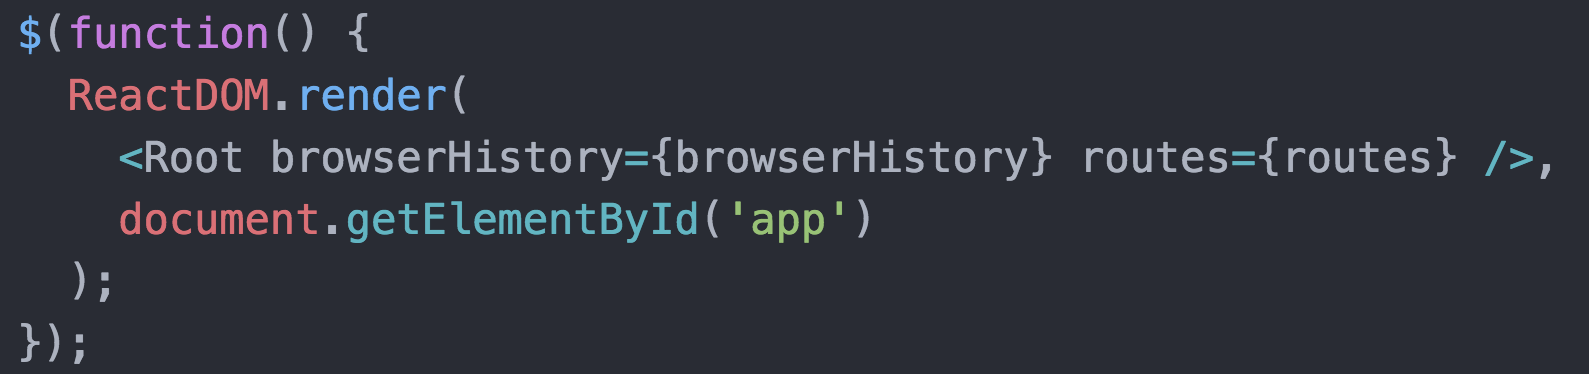 $(function() {
  ReactDOM.render(
    <Root browserHistory={browserHistory} routes={routes} />,
    document.getElementById('app')
  );
});